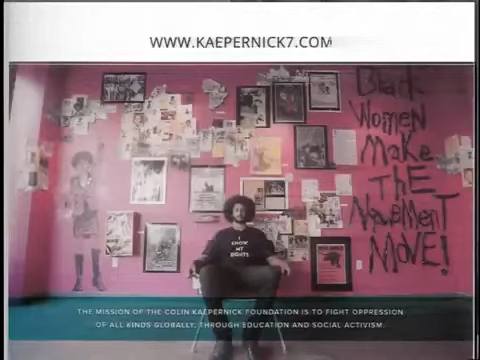 WWW.KAEPERNICK7.COM
Black
Women
Make
ThE
MovEMENT
MOVE!
I
KNOW
MY
RIGHTS
THE MISSION OF THE COLIN KAEPERNICK FOUNDATION IS TO FIGHT OPPRESSION
OF ALL KINDS GLOBALLY, THROUGH EDUCATION AND SOCIAL ACTIVISM.